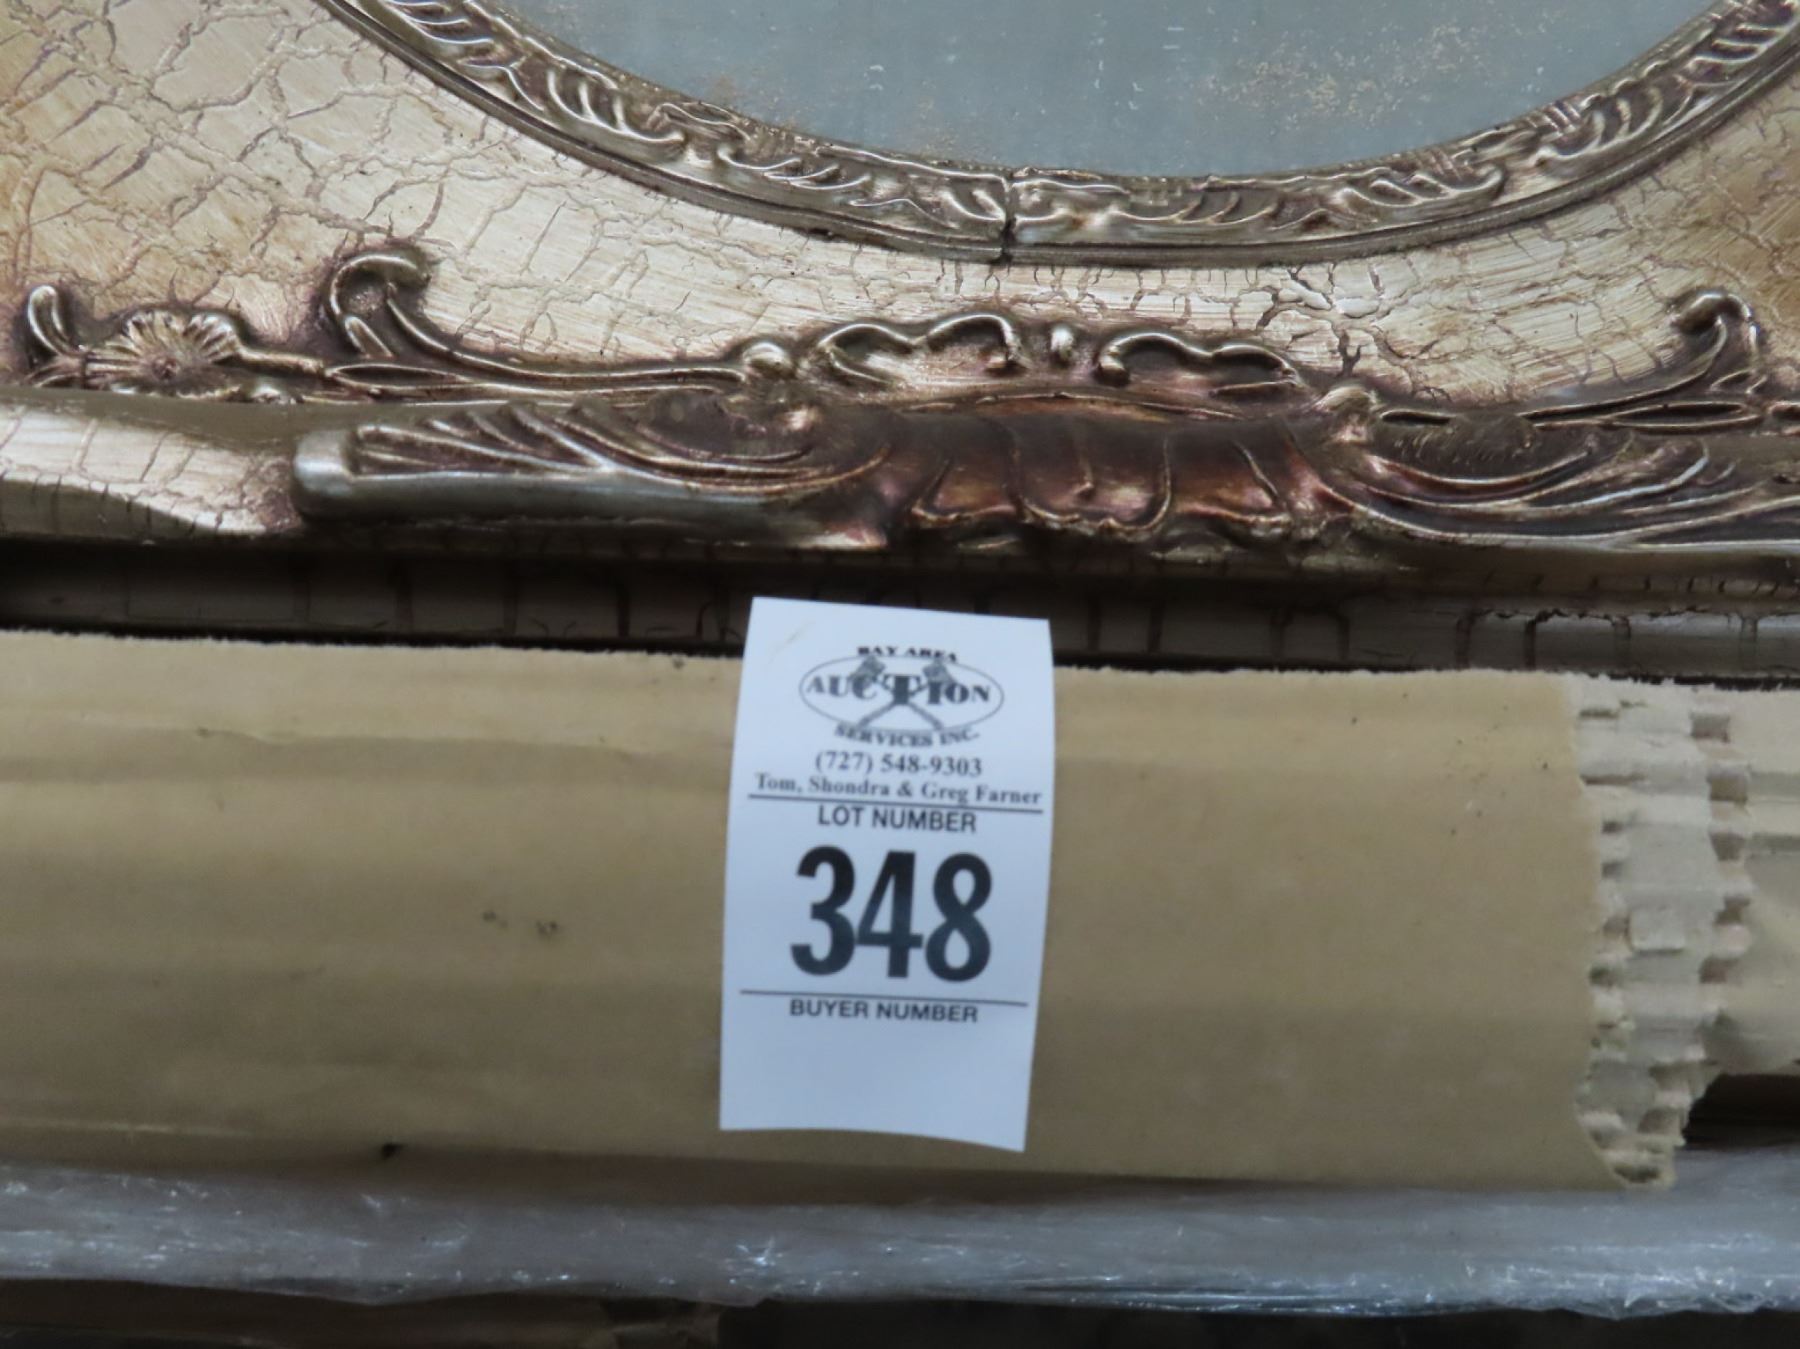 BAY AREA
AUCTION
SERVICES INC.
(727) 548-9303
Tom, Shondra & Greg Farner
LOT NUMBER
348
BUYER NUMBER